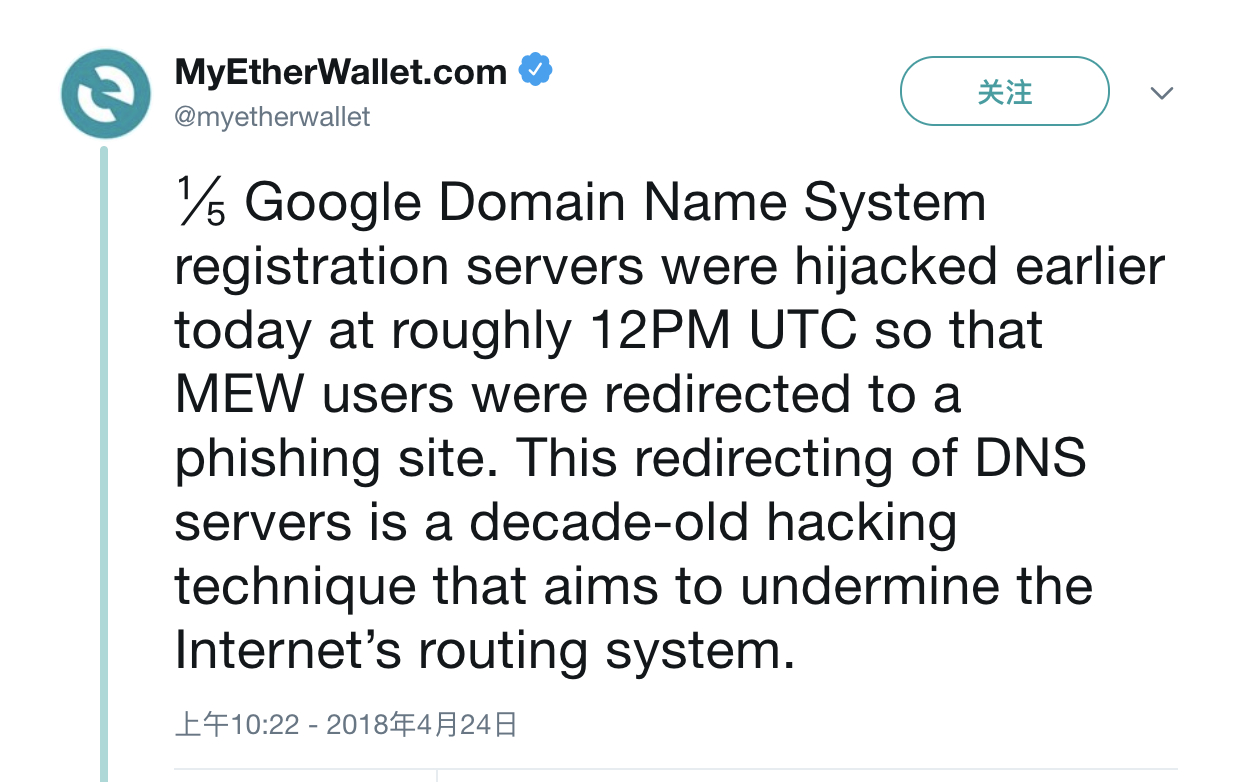 MyEtherWallet.com
@myetherwallet
关注
⅕ Google Domain Name System
registration servers were hijacked earlier
today at roughly 12PM UTC so that
MEW users were redirected to a
phishing site. This redirecting of DNS
servers is a decade-old hacking
technique that aims to undermine the
Internet’s routing system.
上午10:22 - 2018年4月24日